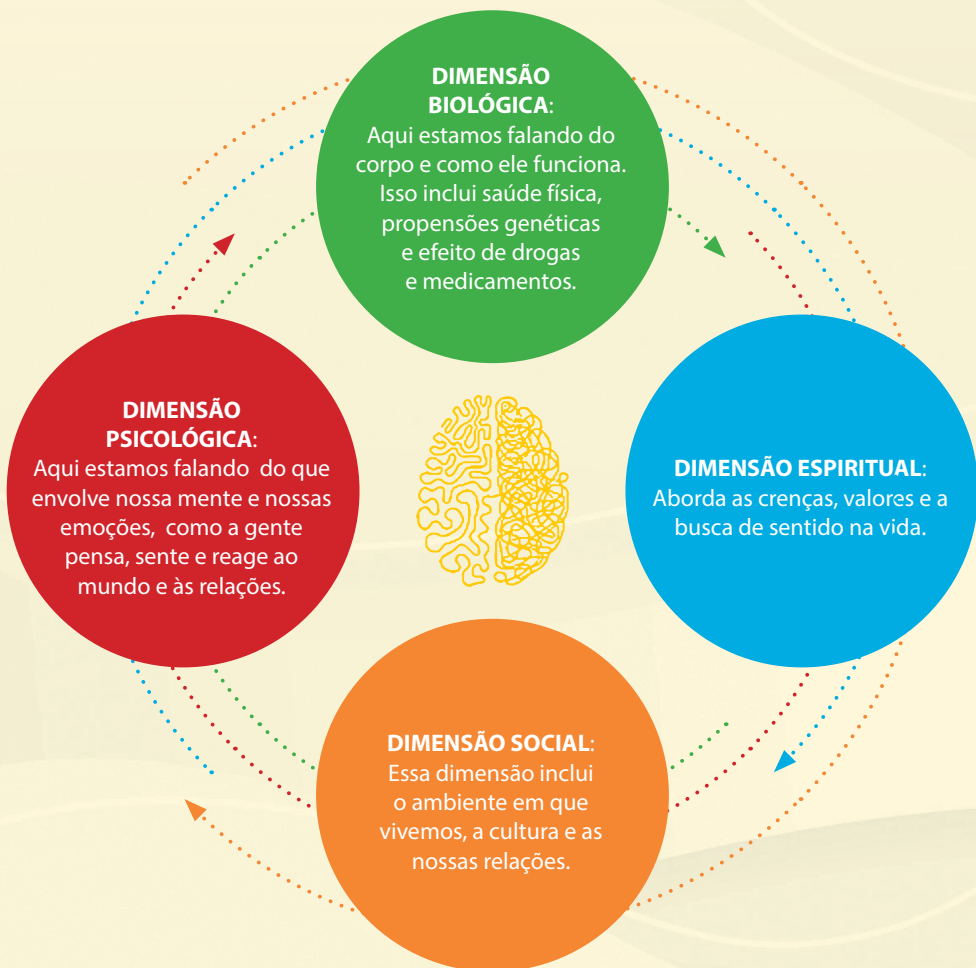 DIMENSÃO
BIOLÓGICA:
Aqui estamos falando do
corpo e como ele funciona.
Isso inclui saúde física,
propensões genéticas
e efeito de drogas
e medicamentos.
DIMENSÃO
PSICOLÓGICA:
Aqui estamos falando do que
envolve nossa mente e nossas
emoções, como a gente
pensa, sente e reage ao
mundo e às relações.
DIMENSÃO ESPIRITUAL:
Aborda as crenças, valores e a
busca de sentido na vida.
DIMENSÃO SOCIAL:
Essa dimensão inclui
o ambiente em que
vivemos, a cultura e as
nossas relações.